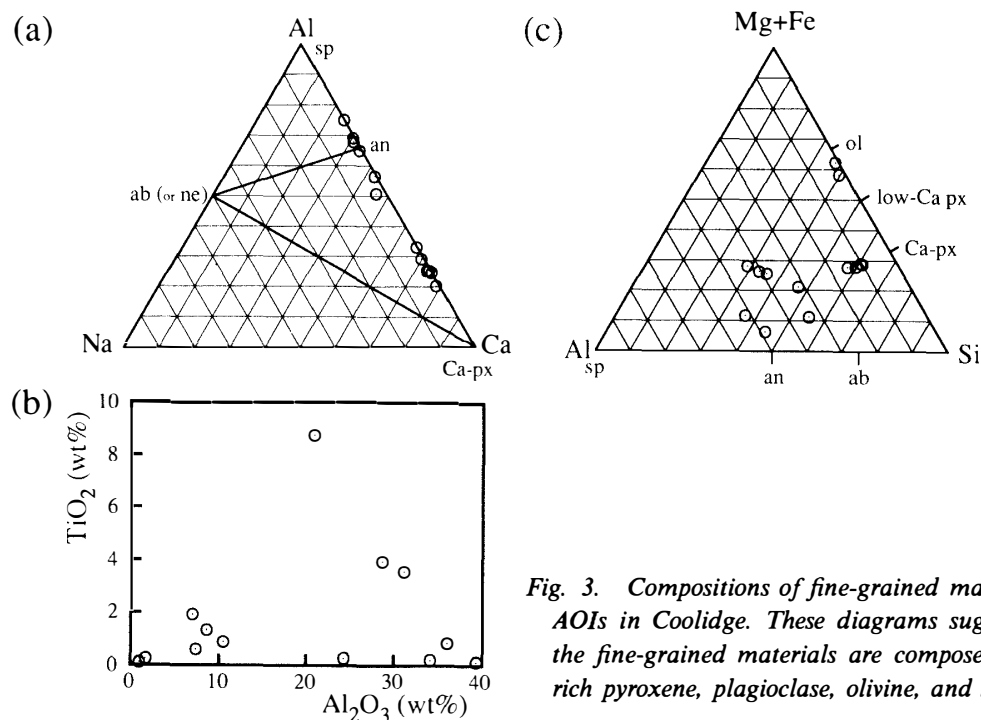 (a)
Al
sp
an
ab (or ne)
Na
Ca
Ca-px
(c)
Mg+Fe
ol
low-Ca px
Ca-px
Al
sp
an
ab
Si
(b)
10
8
6
4
2
0
TiO2 (wt%)
0 10 20 30 40
Al2O3 (wt%)
Fig. 3. Compositions of fine-grained
AOIs in Coolidge. These diagrams
the fine-grained materials are
rich pyroxene, plagioclase, olivine, and